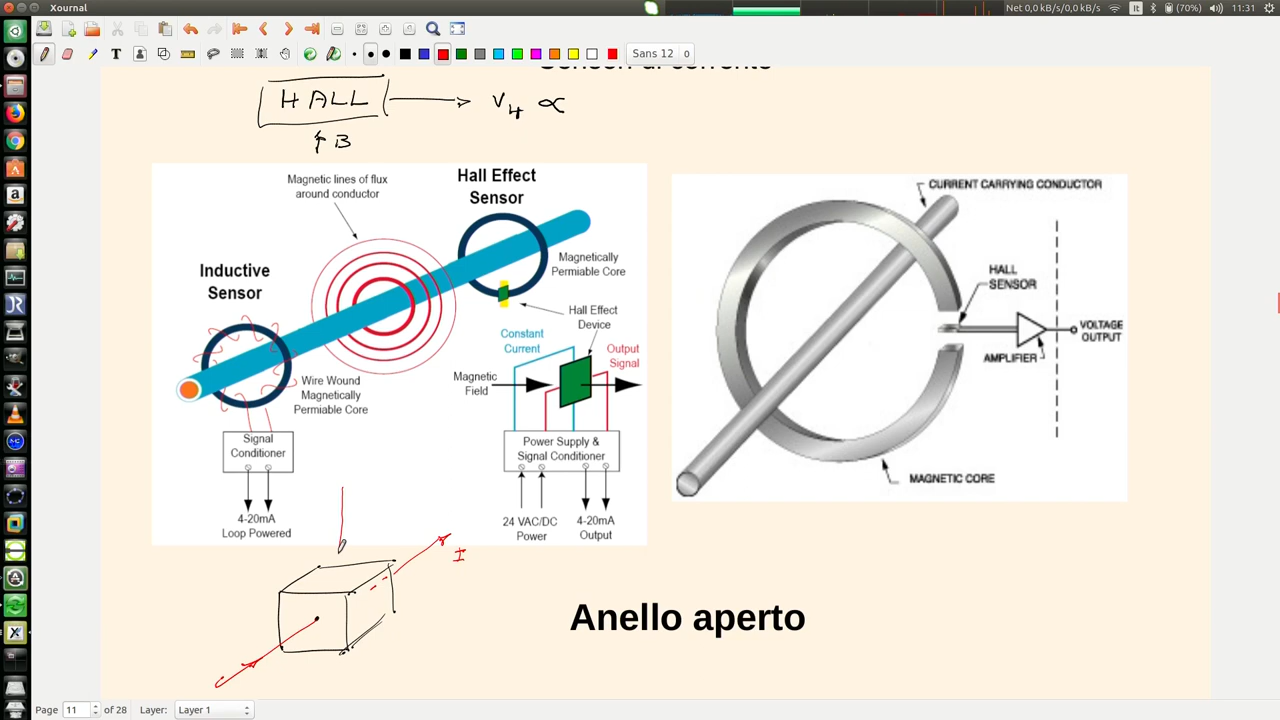 Xournal
Net 0,0 kB/s/0,0 kB/s
It
(70%)
11:31
Sans 12
Sensori di corrente
HALL
V_H ∝
B
Magnetic lines of flux
around conductor
Hall Effect
Sensor
Inductive
Sensor
Magnetically
Permiable Core
Hall Effect
Device
Constant
Current
Output
Signal
Magnetic
Field
Wire Wound
Magnetically
Permiable Core
Signal
Conditioner
Power Supply &
Signal Conditioner
4-20mA
Loop Powered
24 VAC/DC
Power
4-20mA
Output
CURRENT CARRYING CONDUCTOR
HALL
SENSOR
VOLTAGE
OUTPUT
AMPLIFIER
MAGNETIC CORE
I
Anello aperto
Page 11 of 28 Layer: Layer 1